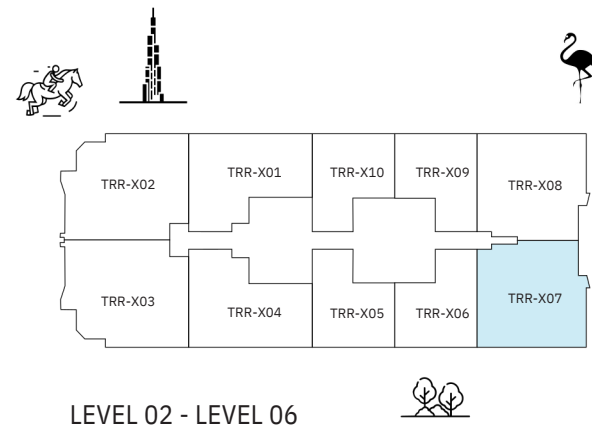 TRR-X02
TRR-X01
TRR-X10
TRR-X09
TRR-X08
TRR-X03
TRR-X04
TRR-X05
TRR-X06
TRR-X07
LEVEL 02 - LEVEL 06